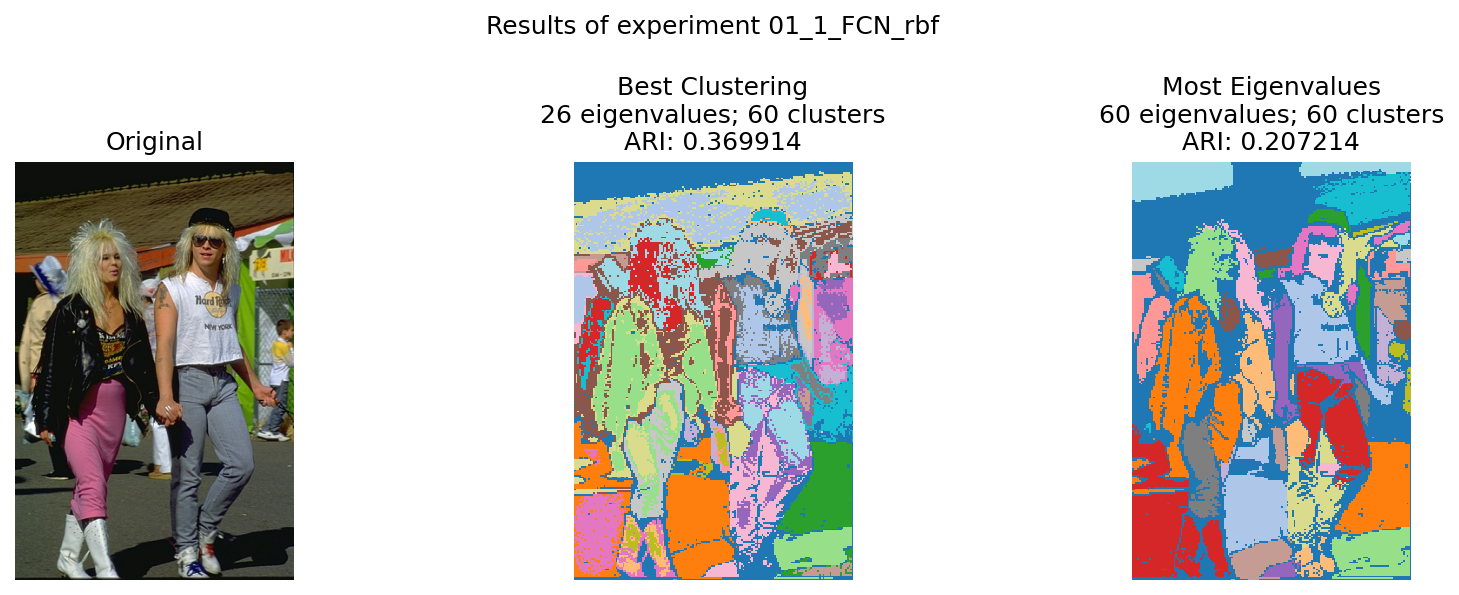 Results of experiment 01_1_FCN_rbf
Original
Best Clustering
26 eigenvalues; 60 clusters
ARI: 0.369914
Most Eigenvalues
60 eigenvalues; 60 clusters
ARI: 0.207214
Hard Rock
NEW YORK